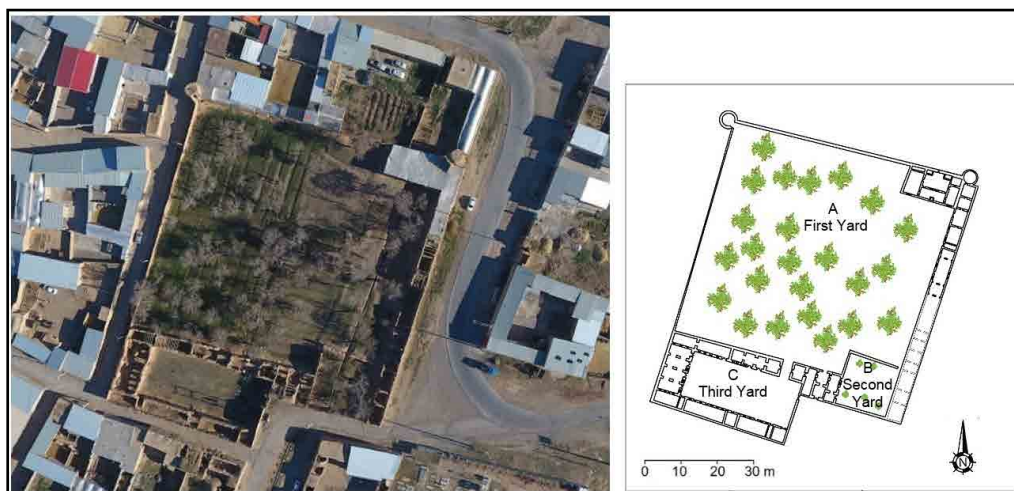 A
First Yard
B
Second
Yard
C
Third Yard
0 10 20 30 m
N